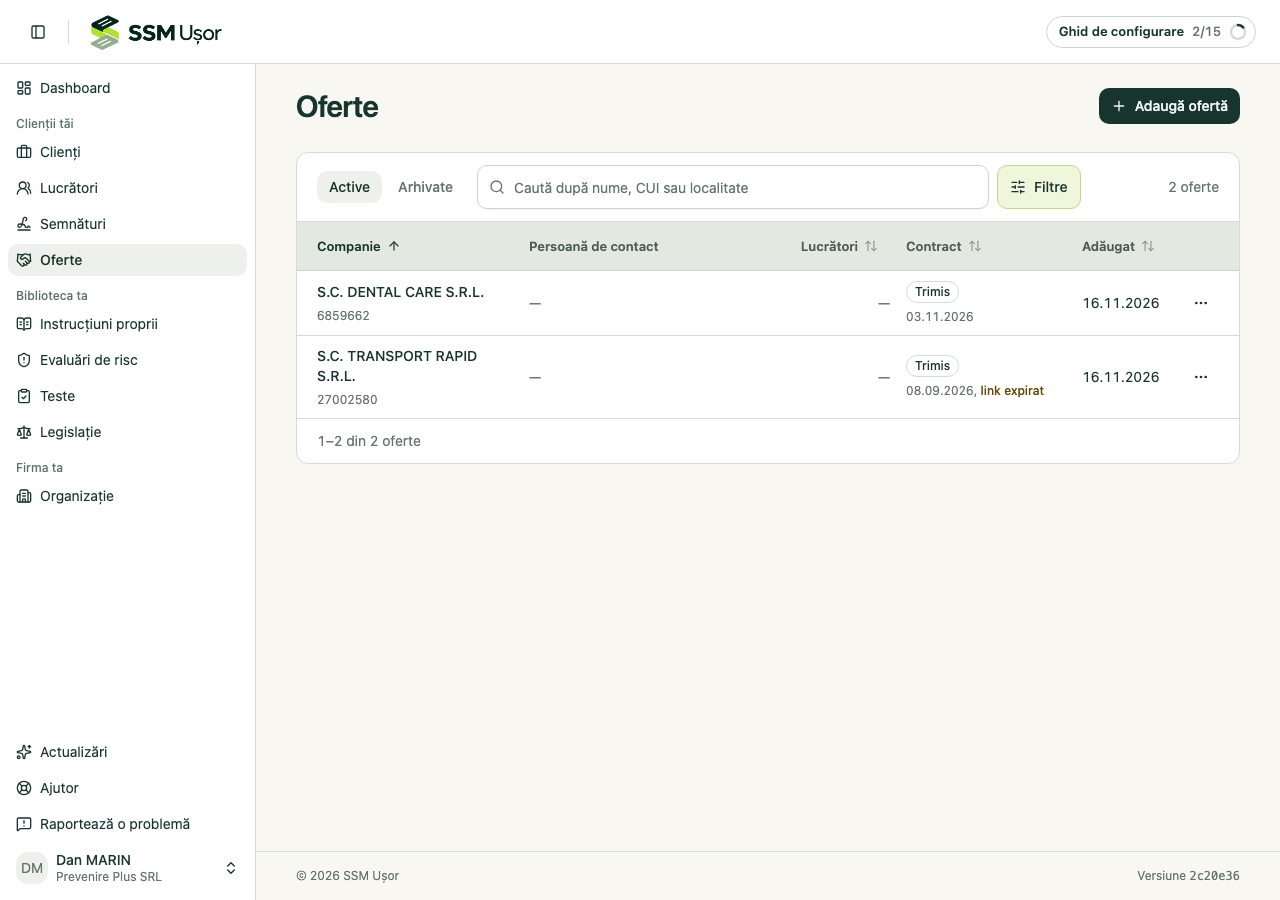 SSM Ușor
Ghid de configurare 2/15
Dashboard
Clienții tăi
Clienți
Lucrători
Semnături
Oferte
Biblioteca ta
Instrucțiuni proprii
Evaluări de risc
Teste
Legislație
Firma ta
Organizație
Actualizări
Ajutor
Raportează o problemă
DM
Dan MARIN
Prevenire Plus SRL
Oferte
Adaugă ofertă
Active Arhivate Caută după nume, CUI sau localitate Filtre 2 oferte
Companie Persoană de contact Lucrători Contract Adăugat
S.C. DENTAL CARE S.R.L.
6859662
— — Trimis
03.11.2026
16.11.2026
S.C. TRANSPORT RAPID
S.R.L.
27002580
— — Trimis
08.09.2026, link expirat
16.11.2026
1–2 din 2 oferte
© 2026 SSM Ușor
Versiune 2c20e36